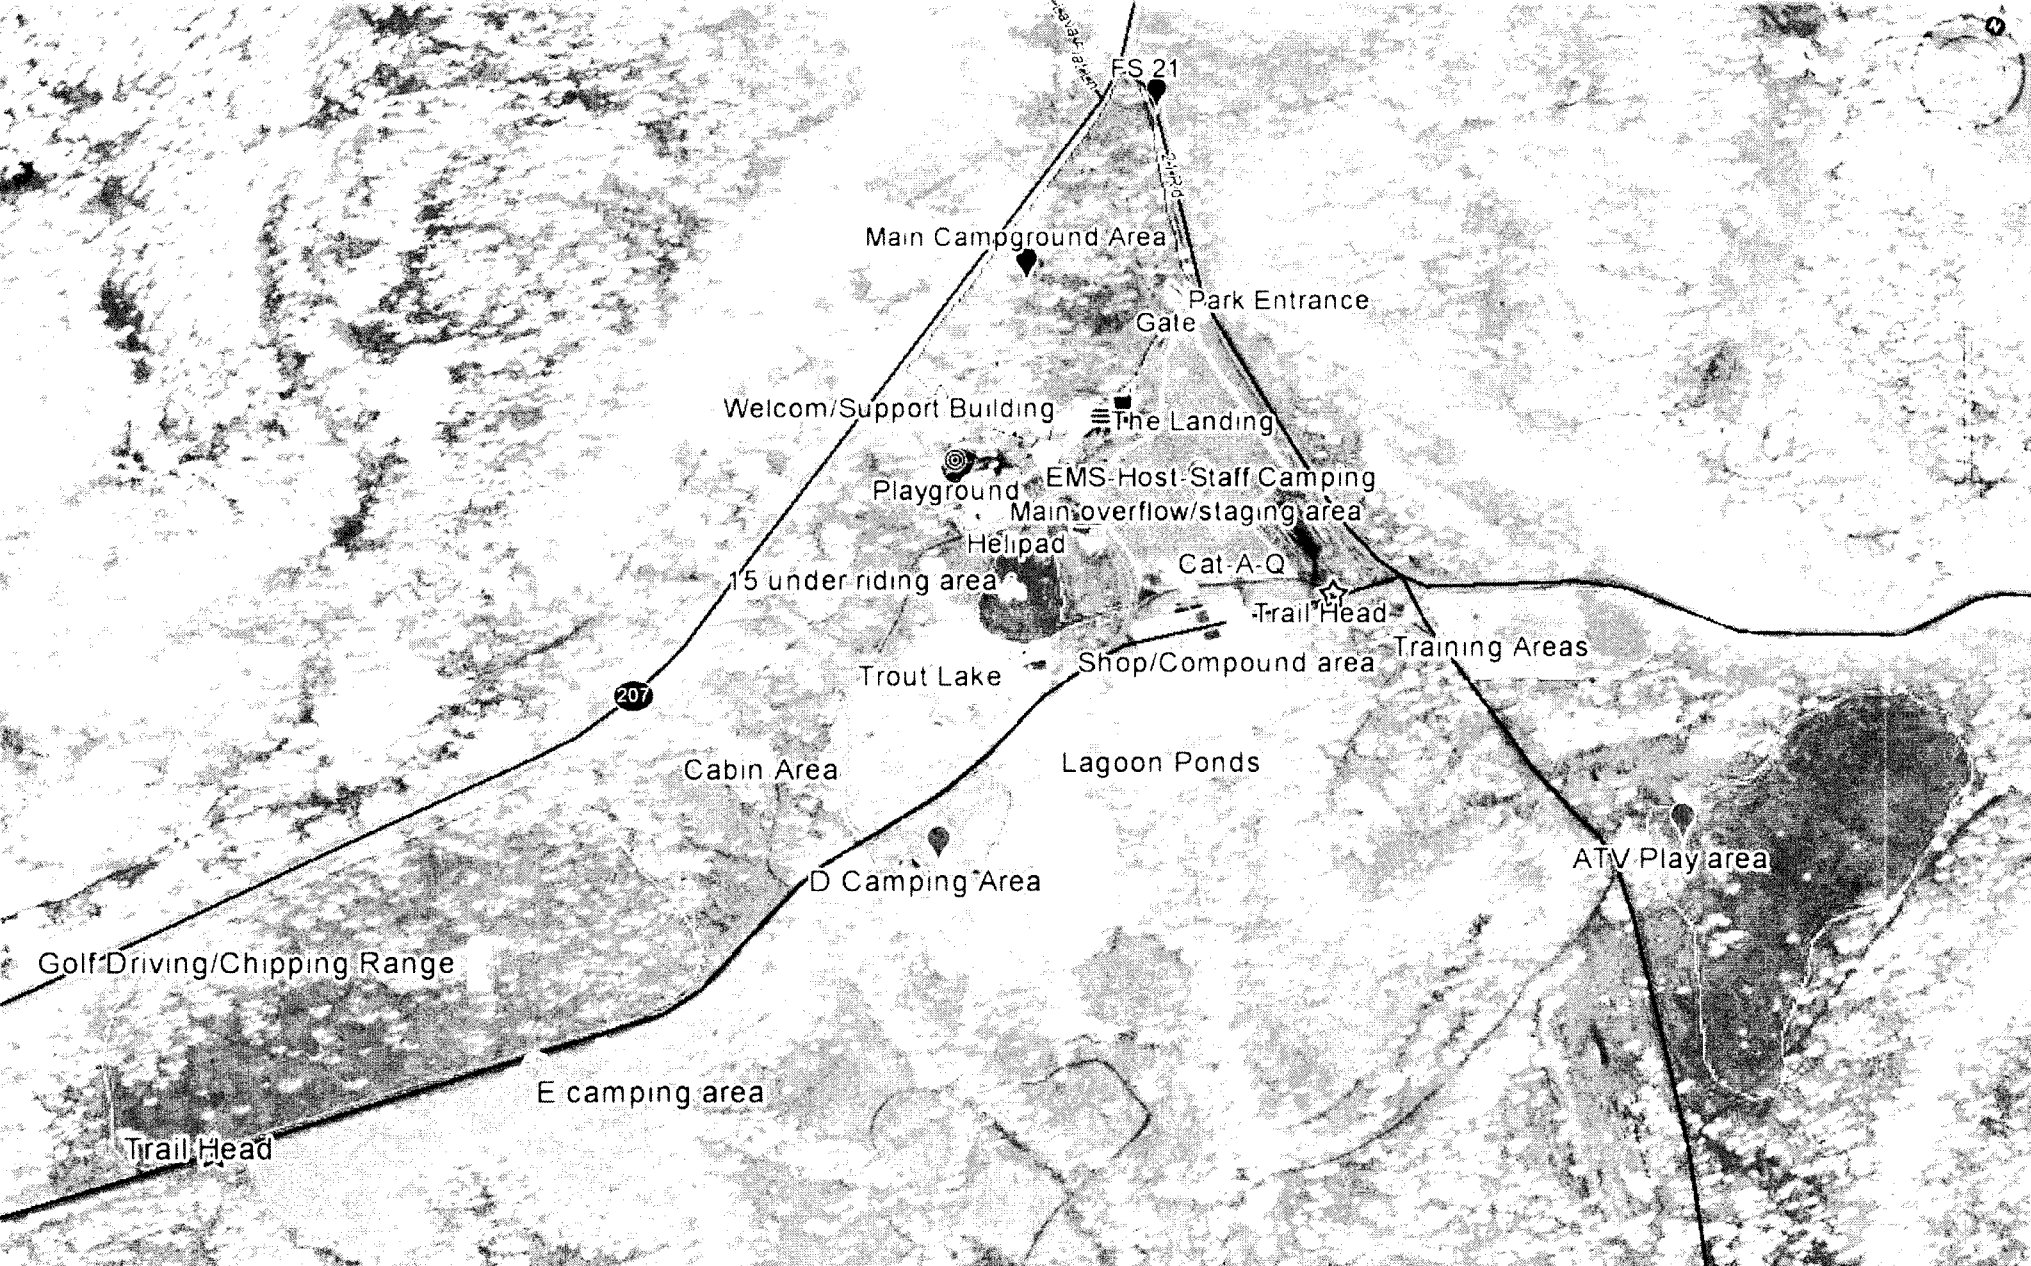 FS 21
Main Campground Area
Park Entrance
Gate
Welcom/Support Building
The Landing
Playground
EMS-Host-Staff Camping
Main overflow/staging area
Helipad
Cat-A-Q
15 under riding area
Trail Head
Training Areas
Shop/Compound area
Trout Lake
207
Lagoon Ponds
Cabin Area
ATV Play area
D Camping Area
Golf Driving/Chipping Range
E camping area
Trail Head
N